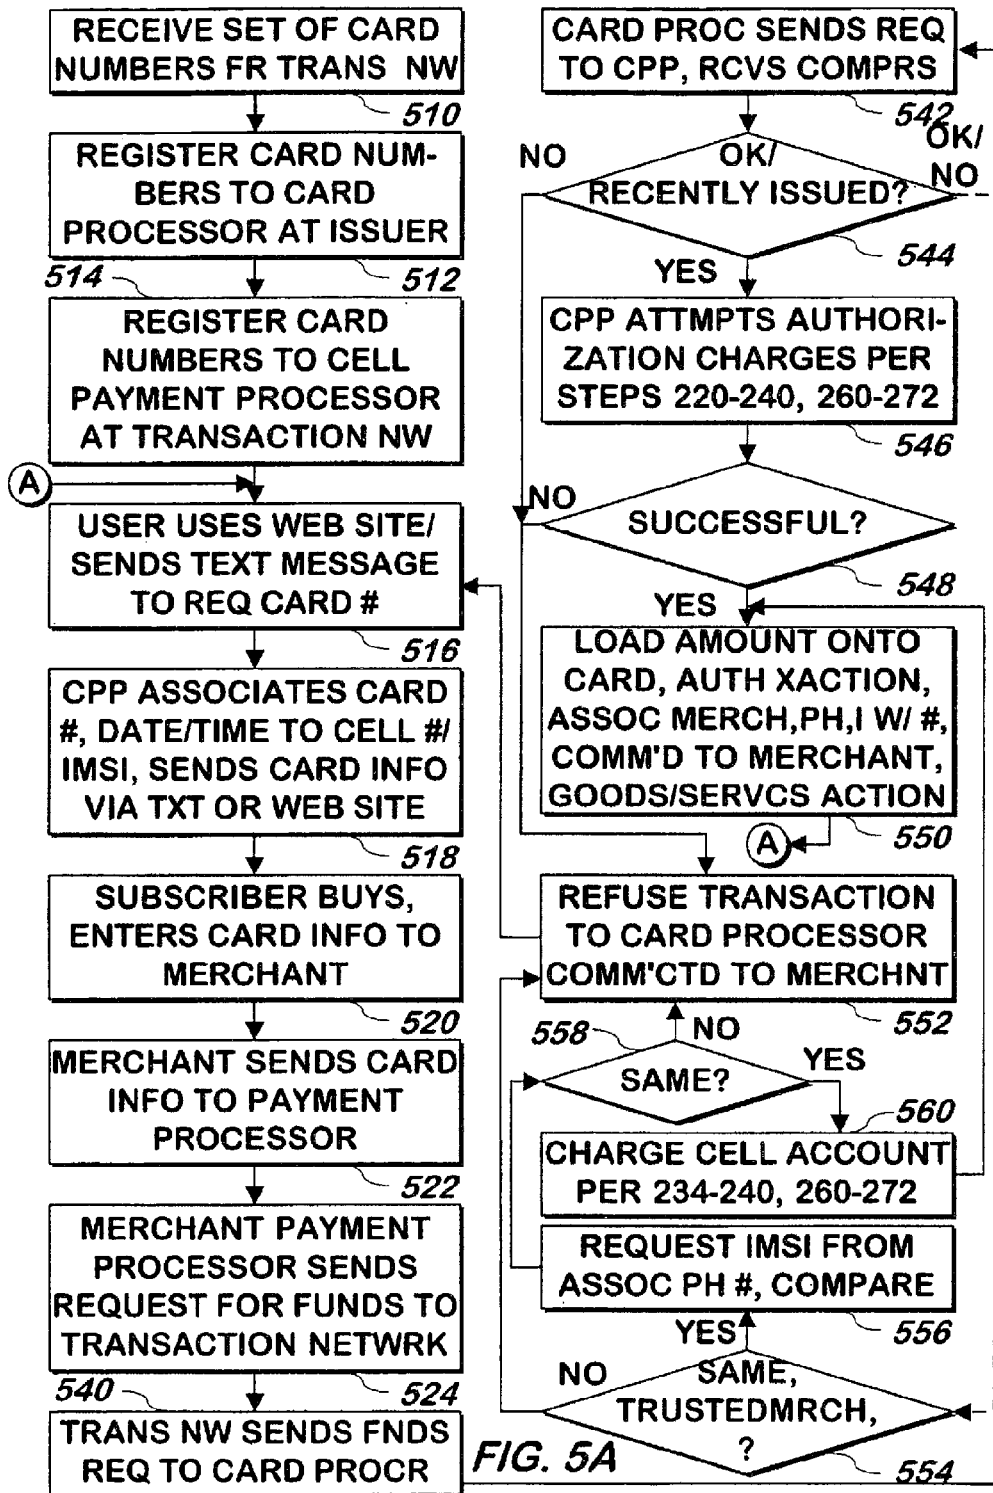 RECEIVE SET OF CARD
NUMBERS FR TRANS NW
510
REGISTER CARD NUM-
BERS TO CARD
PROCESSOR AT ISSUER
512
514
REGISTER CARD
NUMBERS TO CELL
PAYMENT PROCESSOR
AT TRANSACTION NW
A
USER USES WEB SITE/
SENDS TEXT MESSAGE
TO REQ CARD #
516
CPP ASSOCIATES CARD
#, DATE/TIME TO CELL #/
IMSI, SENDS CARD INFO
VIA TXT OR WEB SITE
518
SUBSCRIBER BUYS,
ENTERS CARD INFO TO
MERCHANT
520
MERCHANT SENDS CARD
INFO TO PAYMENT
PROCESSOR
522
MERCHANT PAYMENT
PROCESSOR SENDS
REQUEST FOR FUNDS TO
TRANSACTION NETWRK
524
540
TRANS NW SENDS FNDS
REQ TO CARD PROCR
CARD PROC SENDS REQ
TO CPP, RCVS COMPRS
542
NO
OK/
RECENTLY ISSUED?
OK/
NO
544
YES
CPP ATTMPTS AUTHORI-
ZATION CHARGES PER
STEPS 220-240, 260-272
546
NO
SUCCESSFUL?
548
YES
LOAD AMOUNT ONTO
CARD, AUTH XACTION,
ASSOC MERCH,PH,I W/ #,
COMM'D TO MERCHANT,
GOODS/SERVCS ACTION
550
A
REFUSE TRANSACTION
TO CARD PROCESSOR
COMM'CTD TO MERCHNT
552
558
NO
SAME?
YES
560
CHARGE CELL ACCOUNT
PER 234-240, 260-272
REQUEST IMSI FROM
ASSOC PH #, COMPARE
556
YES
NO
SAME,
TRUSTEDMRCH,
?
554
FIG. 5A